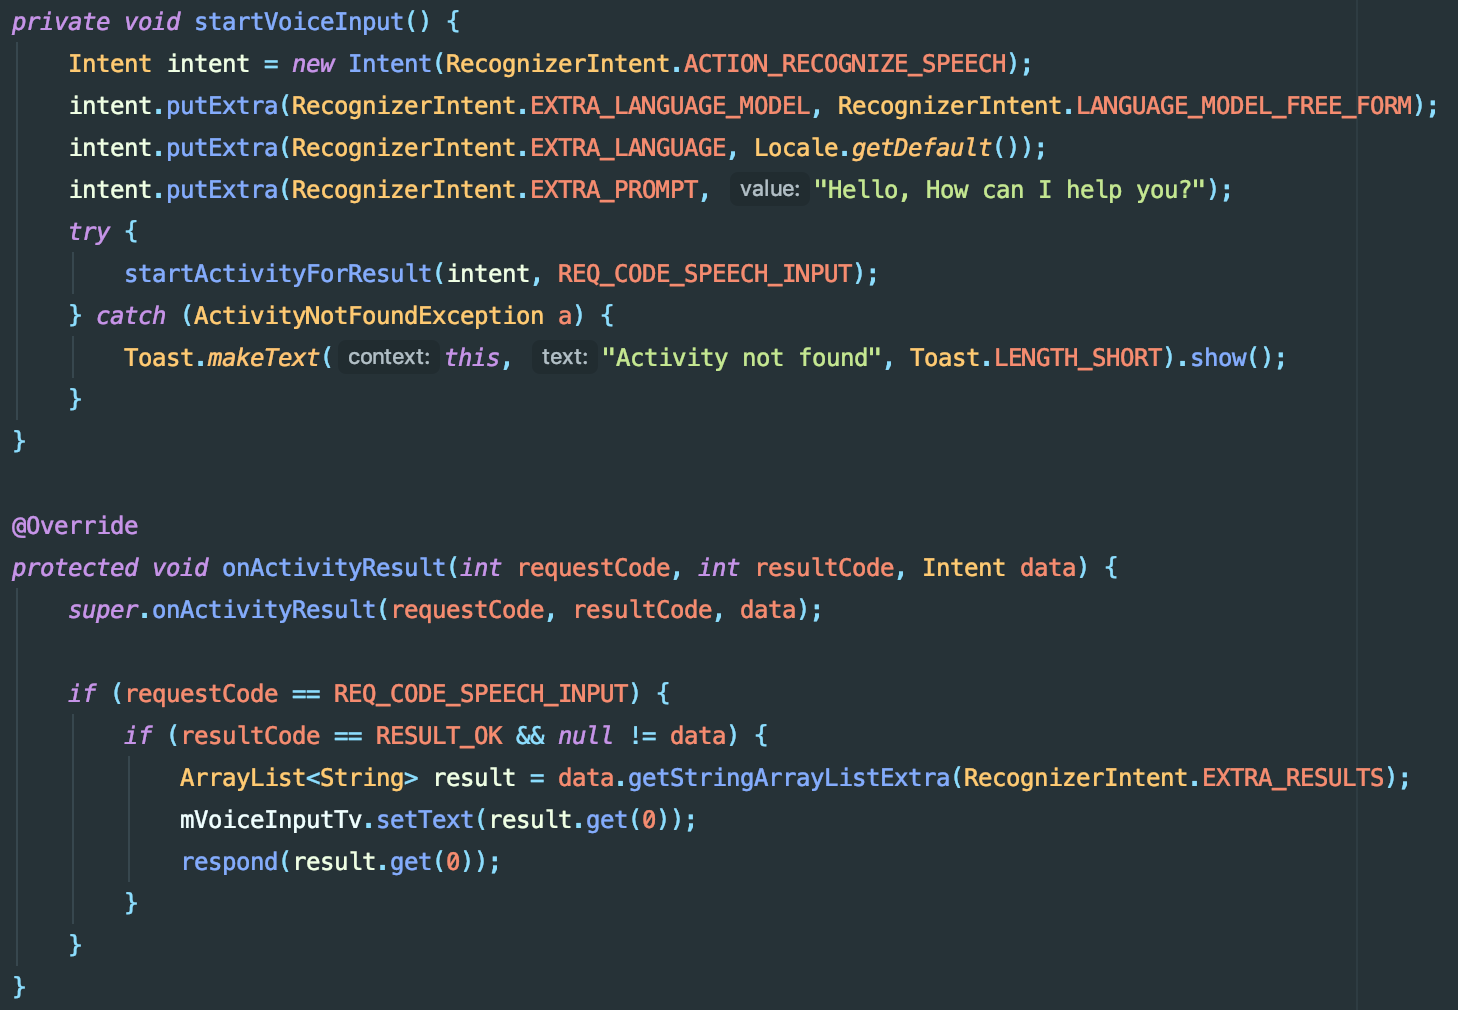 private void startVoiceInput() {
    Intent intent = new Intent(RecognizerIntent.ACTION_RECOGNIZE_SPEECH);
    intent.putExtra(RecognizerIntent.EXTRA_LANGUAGE_MODEL, RecognizerIntent.LANGUAGE_MODEL_FREE_FORM);
    intent.putExtra(RecognizerIntent.EXTRA_LANGUAGE, Locale.getDefault());
    intent.putExtra(RecognizerIntent.EXTRA_PROMPT, value: "Hello, How can I help you?");
    try {
        startActivityForResult(intent, REQ_CODE_SPEECH_INPUT);
    } catch (ActivityNotFoundException a) {
        Toast.makeText( context: this, text: "Activity not found", Toast.LENGTH_SHORT).show();
    }
}
@Override
protected void onActivityResult(int requestCode, int resultCode, Intent data) {
    super.onActivityResult(requestCode, resultCode, data);
    if (requestCode == REQ_CODE_SPEECH_INPUT) {
        if (resultCode == RESULT_OK && null != data) {
            ArrayList<String> result = data.getStringArrayListExtra(RecognizerIntent.EXTRA_RESULTS);
            mVoiceInputTv.setText(result.get(0));
            respond(result.get(0));
        }
    }
}